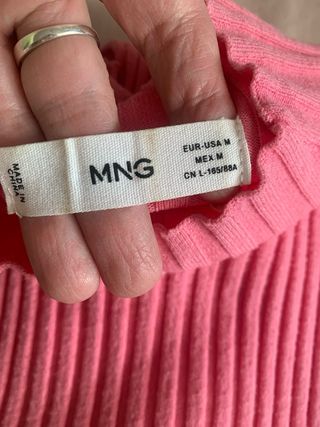 MADE IN
CHINA
MNG
EUR-USA M
MEX M
CN L-165/88A